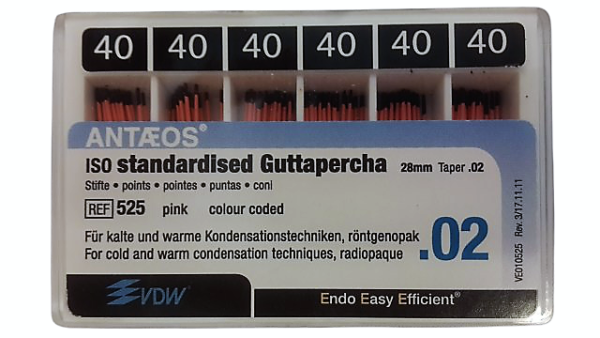 40 40 40 40 40 40
ANTÆOS®
ISO standardised Guttapercha 28mm Taper .02
Stifte • points • pointes • puntas • coni
REF 525 pink colour coded
Für kalte und warme Kondensationstechniken, röntgenopak
For cold and warm condensation techniques, radiopaque
.02
VE010525 Rev. 3/17.11.11
VDW®
Endo Easy Efficient®